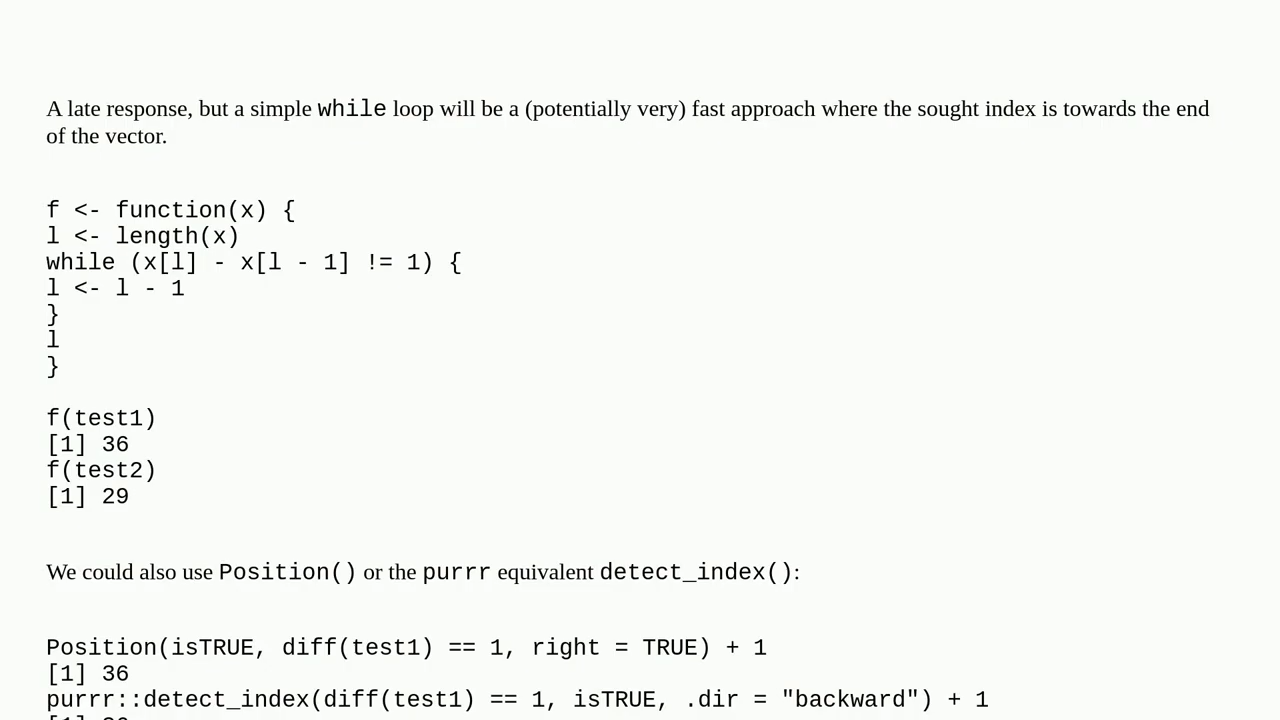 A late response, but a simple while loop will be a (potentially very) fast approach where the sought index is towards the end
of the vector.
f <- function(x) {
l <- length(x)
while (x[l] - x[l - 1] != 1) {
l <- l - 1
}
l
}
f(test1)
[1] 36
f(test2)
[1] 29
We could also use Position() or the purrr equivalent detect_index():
Position(isTRUE, diff(test1) == 1, right = TRUE) + 1
[1] 36
purrr::detect_index(diff(test1) == 1, isTRUE, .dir = "backward") + 1